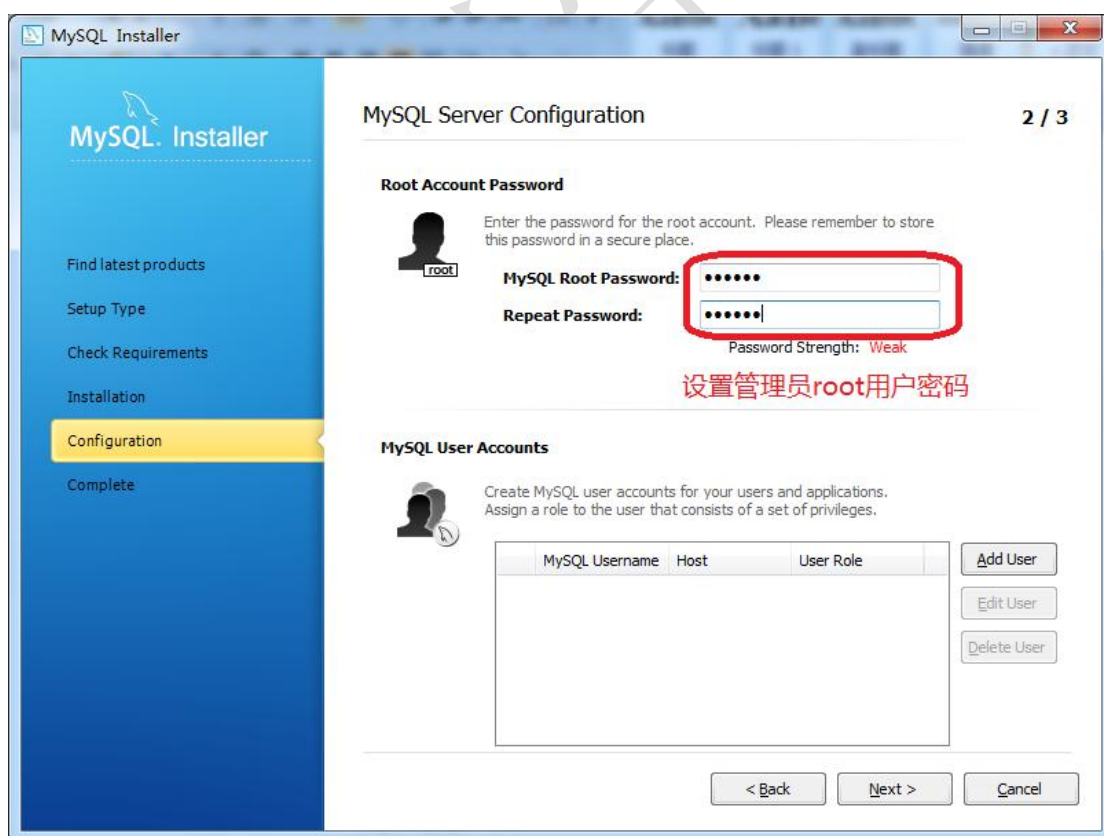 MySQL Installer
MySQL. Installer
Find latest products
Setup Type
Check Requirements
Installation
Configuration
Complete
MySQL Server Configuration
2 / 3
Root Account Password
Enter the password for the root account. Please remember to store
this password in a secure place.
root
MySQL Root Password: ••••••
Repeat Password: ••••••
Password Strength: Weak
设置管理员root用户密码
MySQL User Accounts
Create MySQL user accounts for your users and applications.
Assign a role to the user that consists of a set of privileges.
MySQL Username Host User Role
Add User
Edit User
Delete User
< Back Next > Cancel